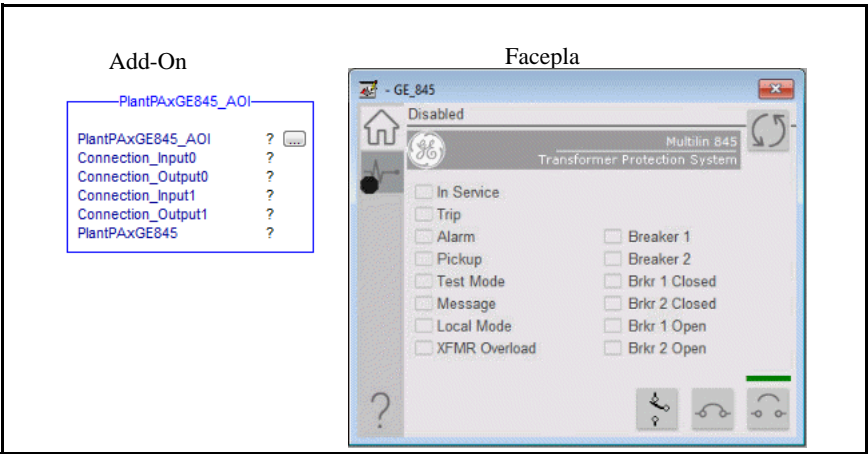 Add-On
Facepla
PlantPAxGE845_AOI
PlantPAxGE845_AOI ? ...
Connection_Input0 ?
Connection_Output0 ?
Connection_Input1 ?
Connection_Output1 ?
PlantPAxGE845 ?
- GE_845
Disabled
GE
Multilin 845
Transformer Protection System
In Service
Trip
Alarm
Pickup
Test Mode
Message
Local Mode
XFMR Overload
Breaker 1
Breaker 2
Brkr 1 Closed
Brkr 2 Closed
Brkr 1 Open
Brkr 2 Open
?